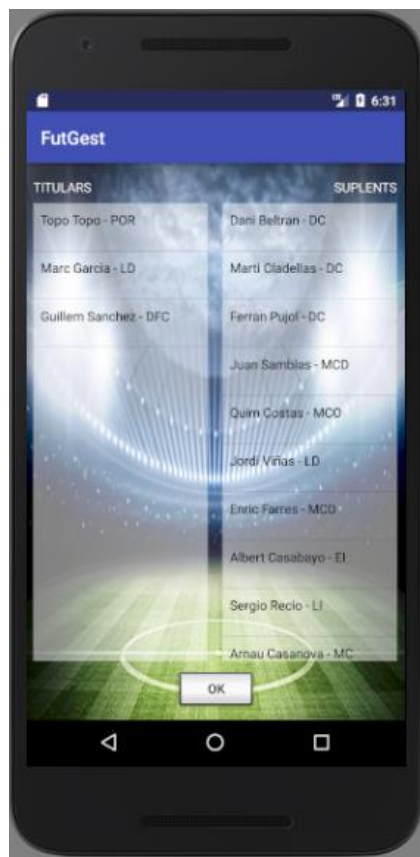 6:31
FutGest
TITULARS
SUPLENTS
Topo Topo - POR
Marc Garcia - LD
Guillem Sanchez - DFC
Dani Beltran - DC
Marti Cladellas - DC
Ferran Pujol - DC
Juan Samblas - MCD
Quim Costas - MCO
Jordi Viñas - LD
Enric Farres - MCD
Albert Casabayo - EI
Sergio Recio - LI
Arnau Casanova - MC
OK